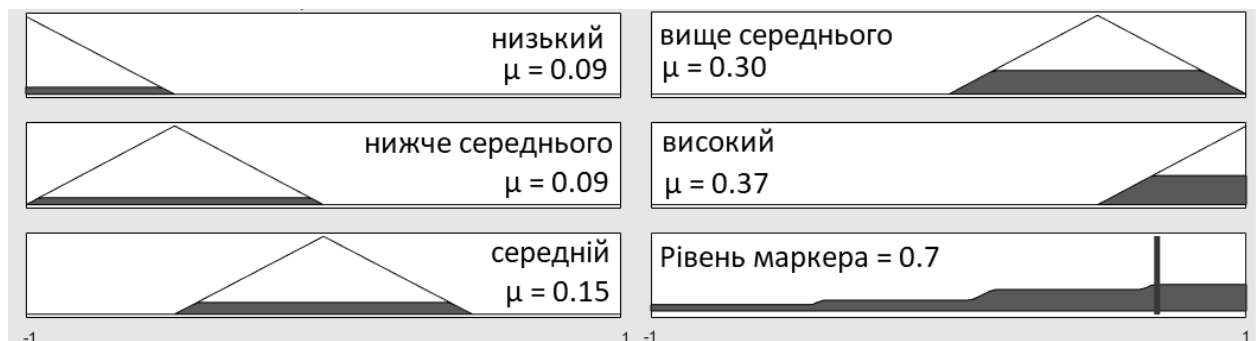 низький
μ = 0.09
нижче середнього
μ = 0.09
середній
μ = 0.15
-1
1
вище середнього
μ = 0.30
високий
μ = 0.37
Рівень маркера = 0.7
-1
1